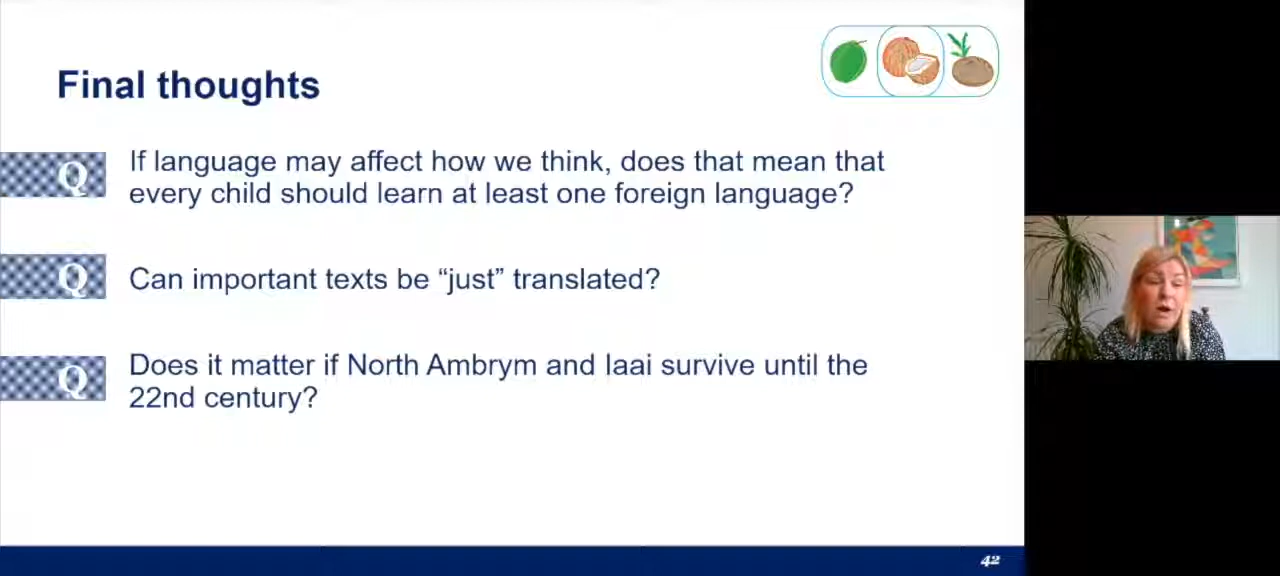 Final thoughts
Q
If language may affect how we think, does that mean that
every child should learn at least one foreign language?
Q
Can important texts be “just” translated?
Q
Does it matter if North Ambrym and Iaai survive until the
22nd century?
42